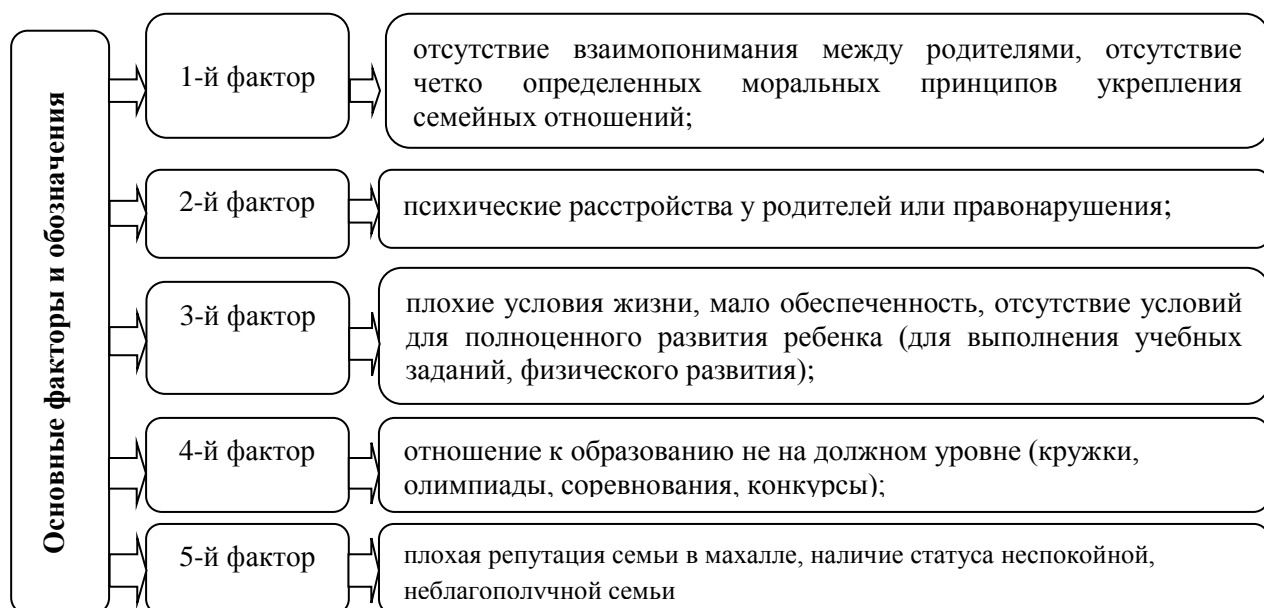 Основные факторы и обозначения
1-й фактор
отсутствие взаимопонимания между родителями, отсутствие
четко определенных моральных принципов укрепления
семейных отношений;
2-й фактор
психические расстройства у родителей или правонарушения;
3-й фактор
плохие условия жизни, мало обеспеченность, отсутствие условий
для полноценного развития ребенка (для выполнения учебных
заданий, физического развития);
4-й фактор
отношение к образованию не на должном уровне (кружки,
олимпиады, соревнования, конкурсы);
5-й фактор
плохая репутация семьи в махалле, наличие статуса неспокойной,
неблагополучной семьи